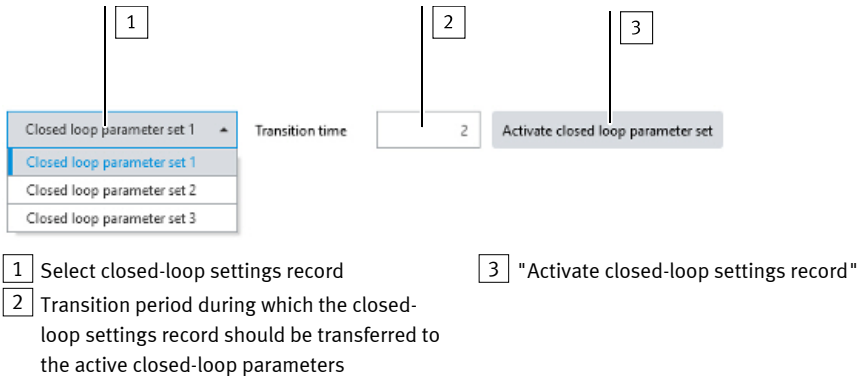 1
2
3
Closed loop parameter set 1
Transition time
2
Activate closed loop parameter set
Closed loop parameter set 1
Closed loop parameter set 2
Closed loop parameter set 3
1 Select closed-loop settings record
2 Transition period during which the closed-
loop settings record should be transferred to
the active closed-loop parameters
3 "Activate closed-loop settings record"